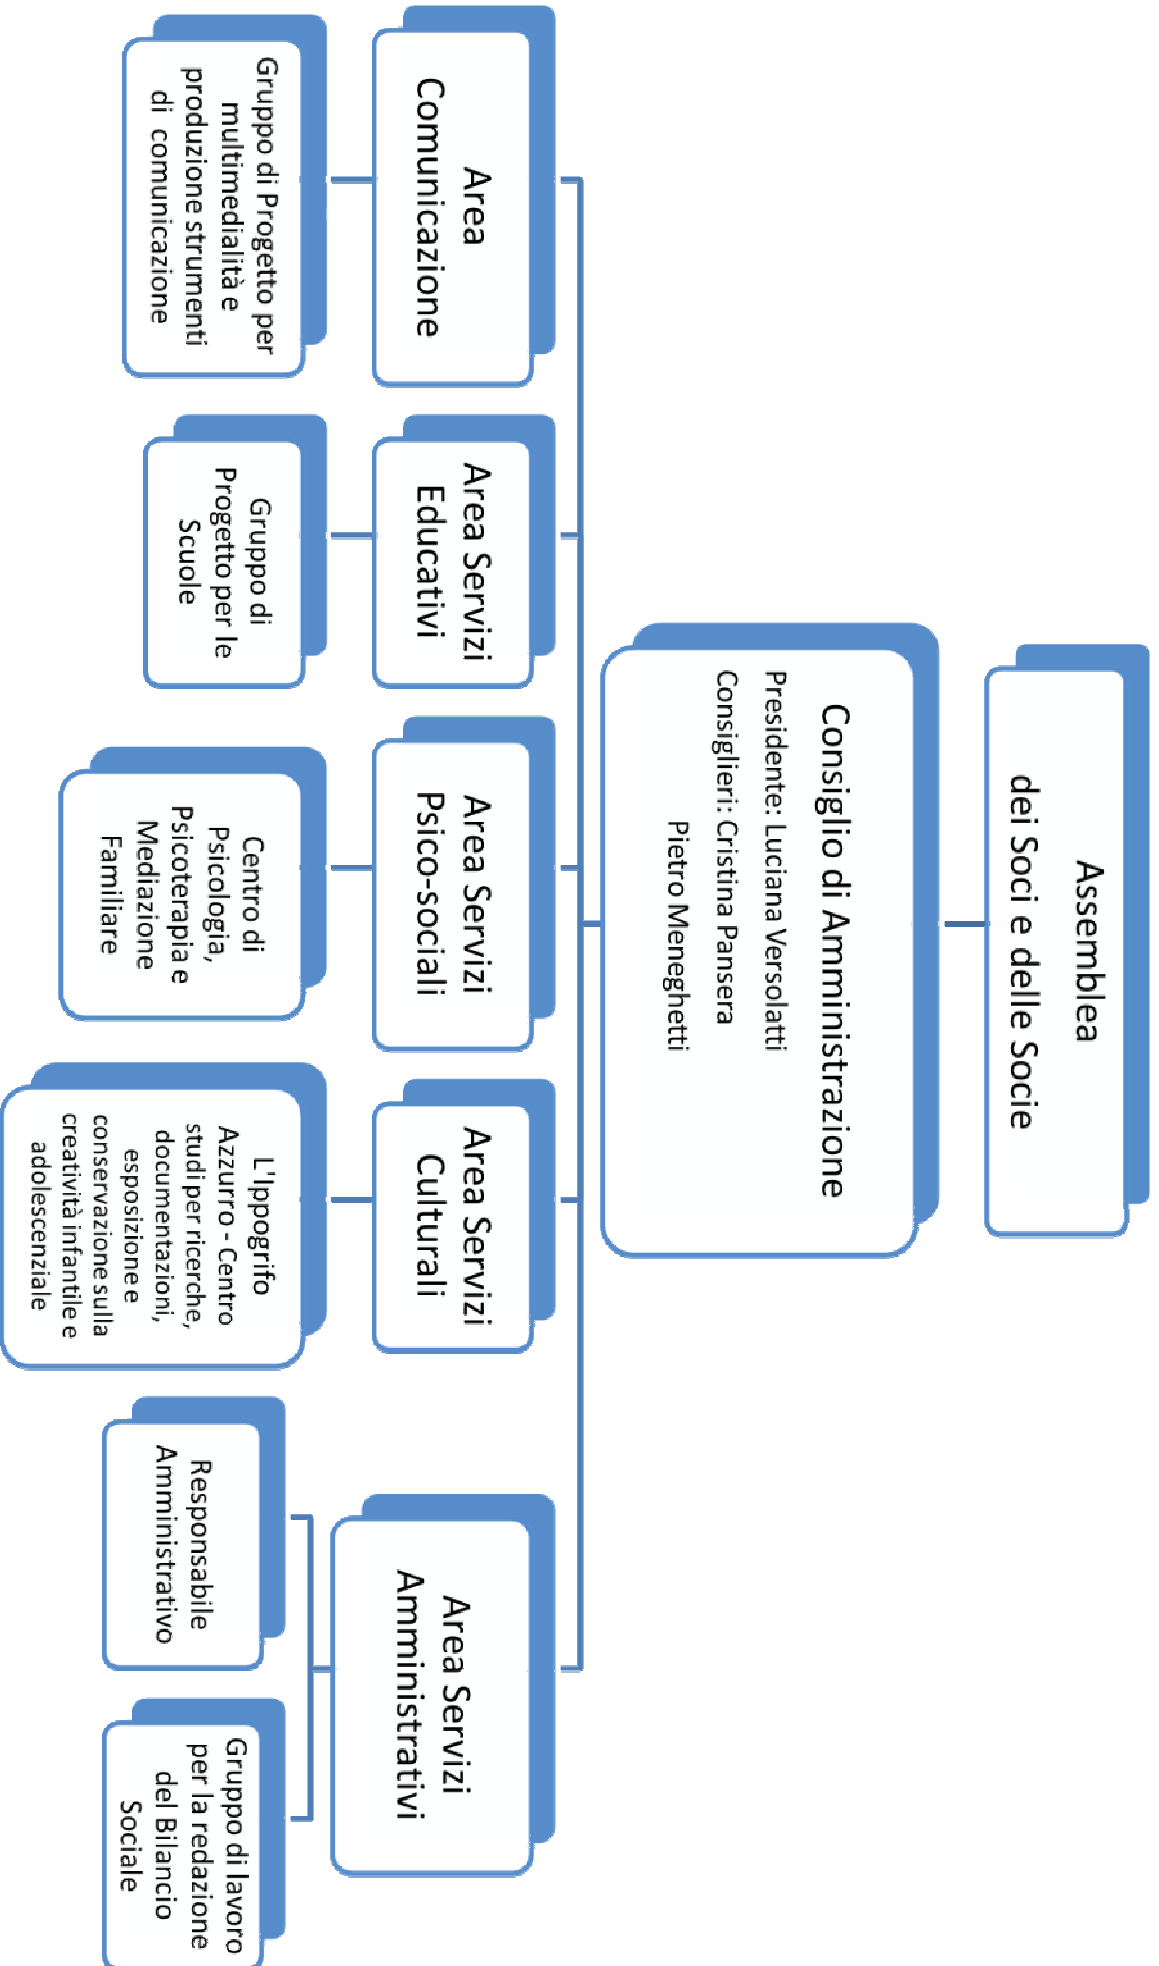 Assemblea
dei Soci e delle Socie
Consiglio di Amministrazione
Presidente: Luciana Versolatti
Consiglieri: Cristina Pansera
Pietro Meneghetti
Area
Comunicazione
Gruppo di Progetto per
multimedialità e
produzione strumenti
di comunicazione
Area Servizi
Educativi
Gruppo di
Progetto per le
Scuole
Area Servizi
Psico-sociali
Centro di
Psicologia,
Psicoterapia e
Mediazione
Familiare
Area Servizi
Culturali
L'Ippogrifo
Azzurro - Centro
studi per ricerche,
documentazioni,
esposizione e
conservazione sulla
creatività infantile e
adolescenziale
Area Servizi
Amministrativi
Responsabile
Amministrativo
Gruppo di lavoro
per la redazione
del Bilancio
Sociale